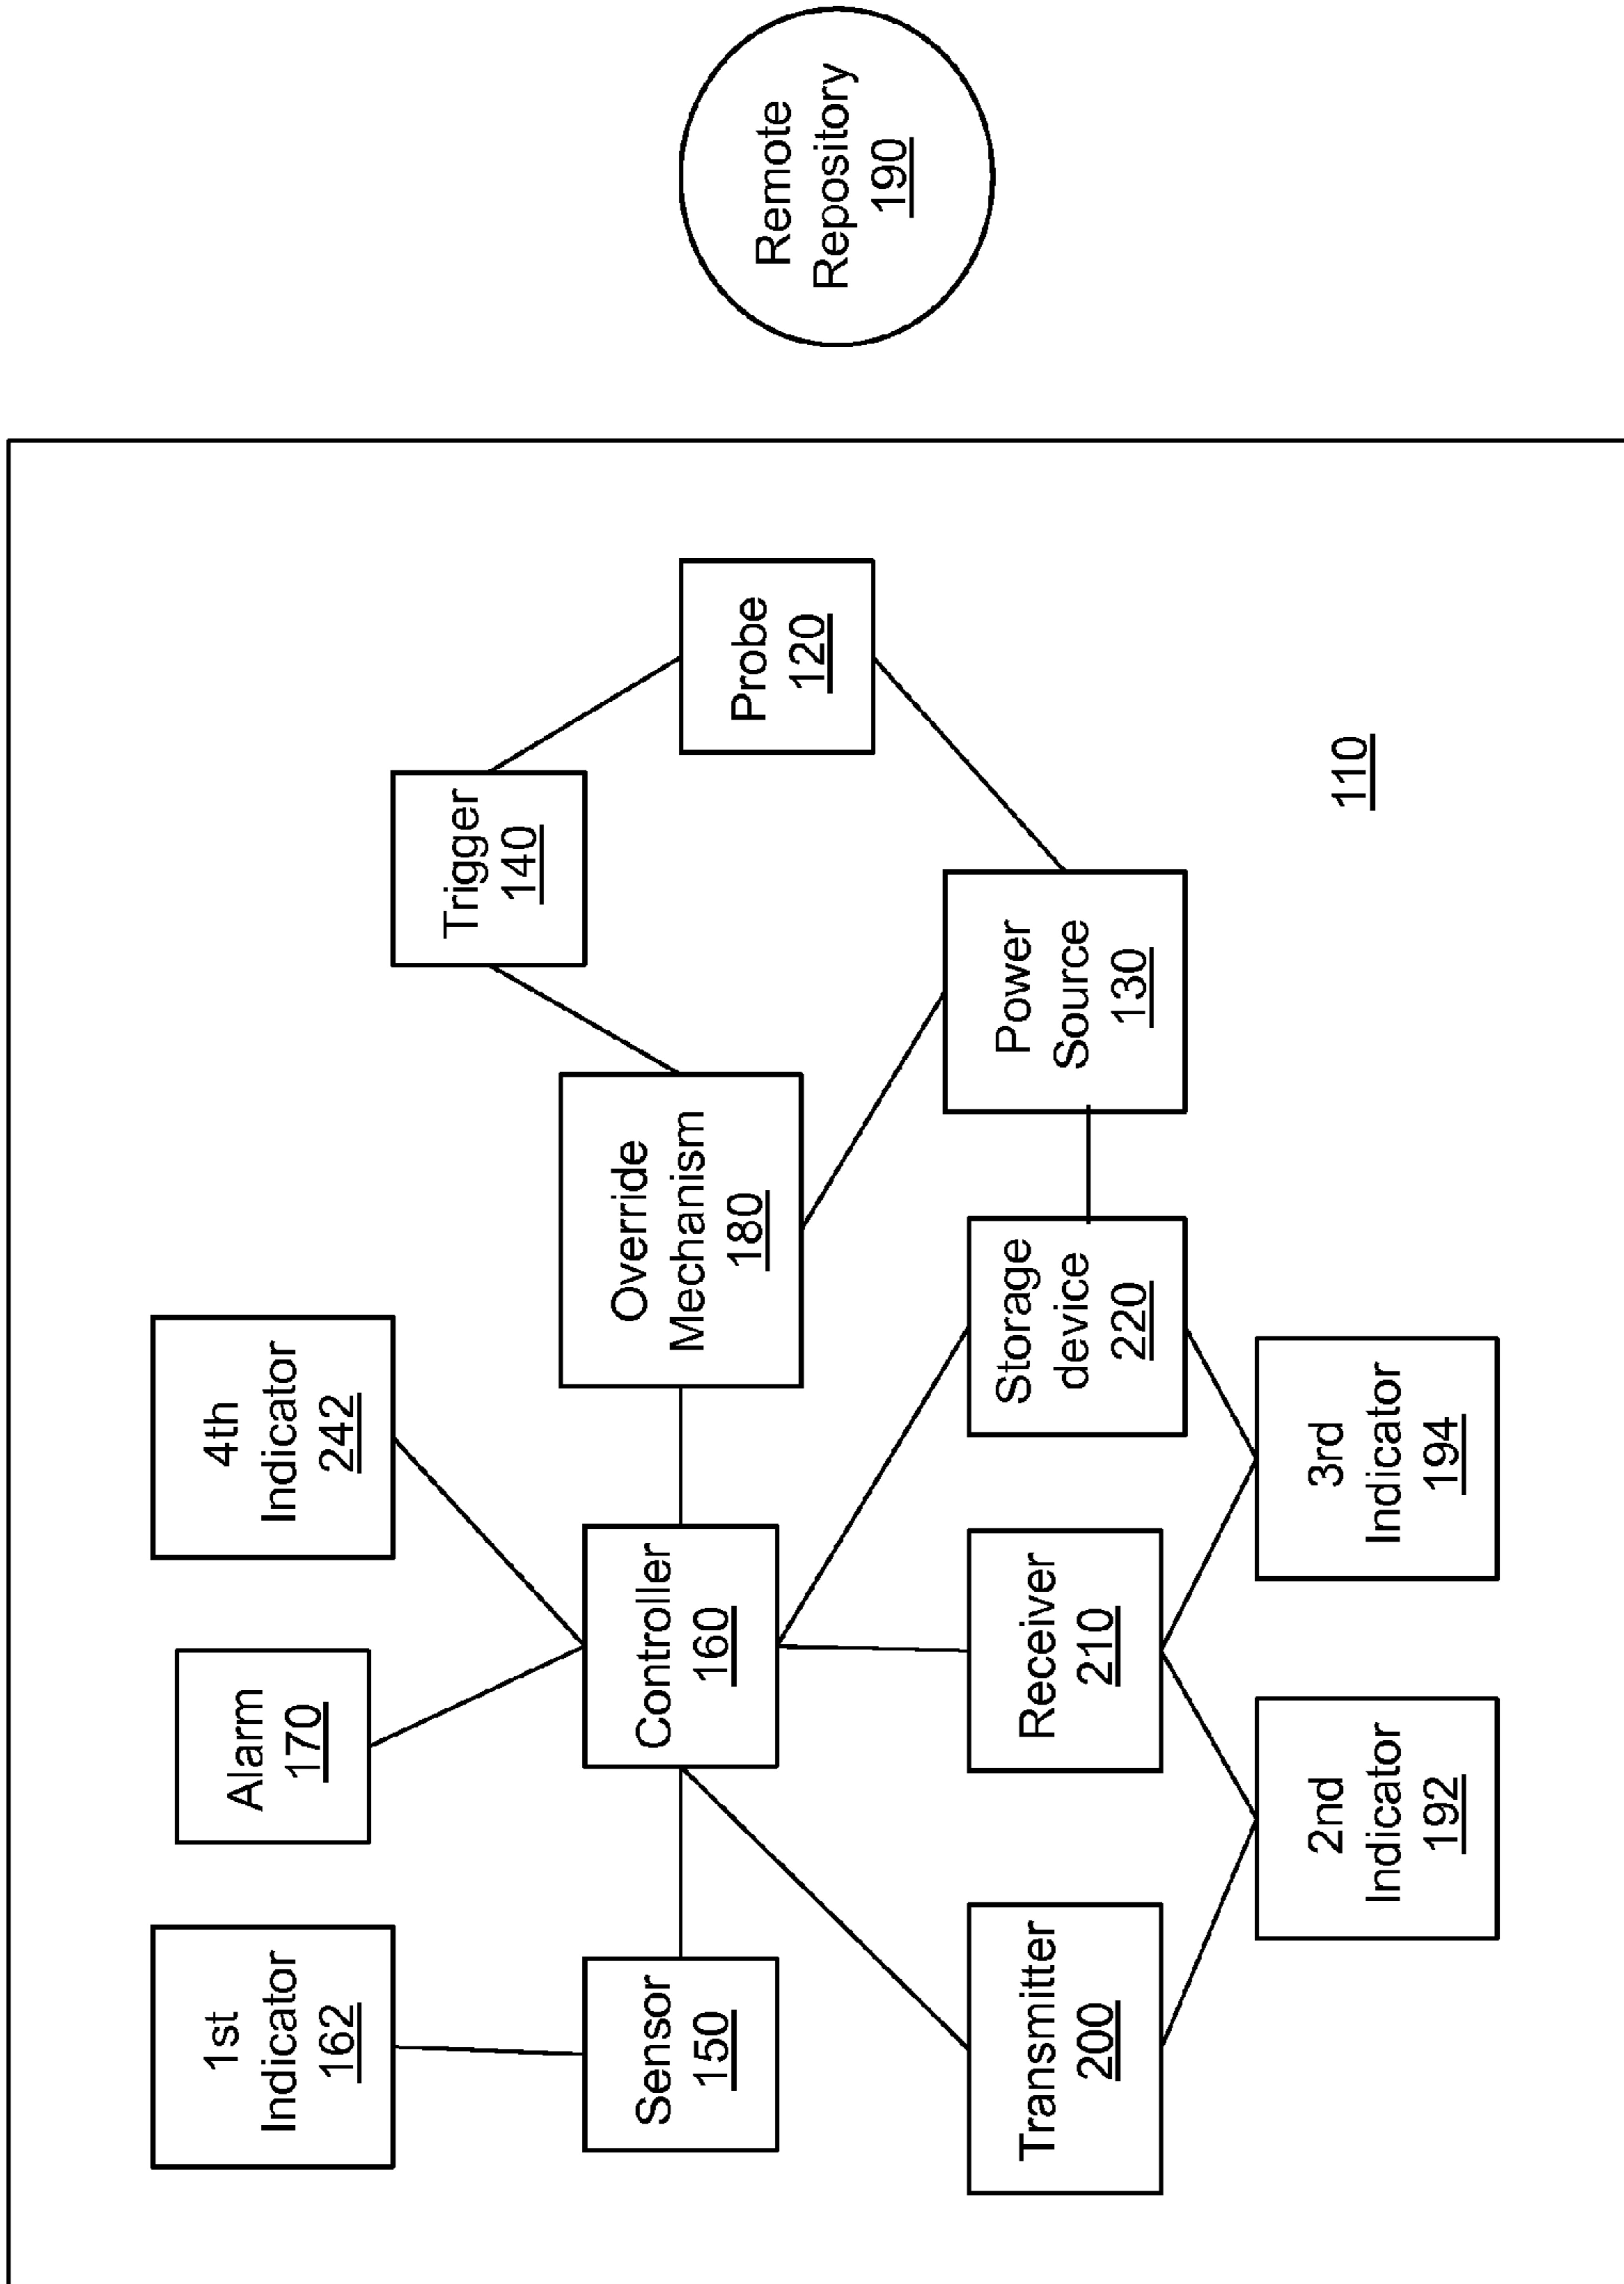 1st
Indicator
162
Alarm
170
4th
Indicator
242
Sensor
150
Controller
160
Override
Mechanism
180
Trigger
140
Probe
120
Remote
Repository
190
Transmitter
200
Receiver
210
Storage
device
220
Power
Source
130
2nd
Indicator
192
3rd
Indicator
194
110